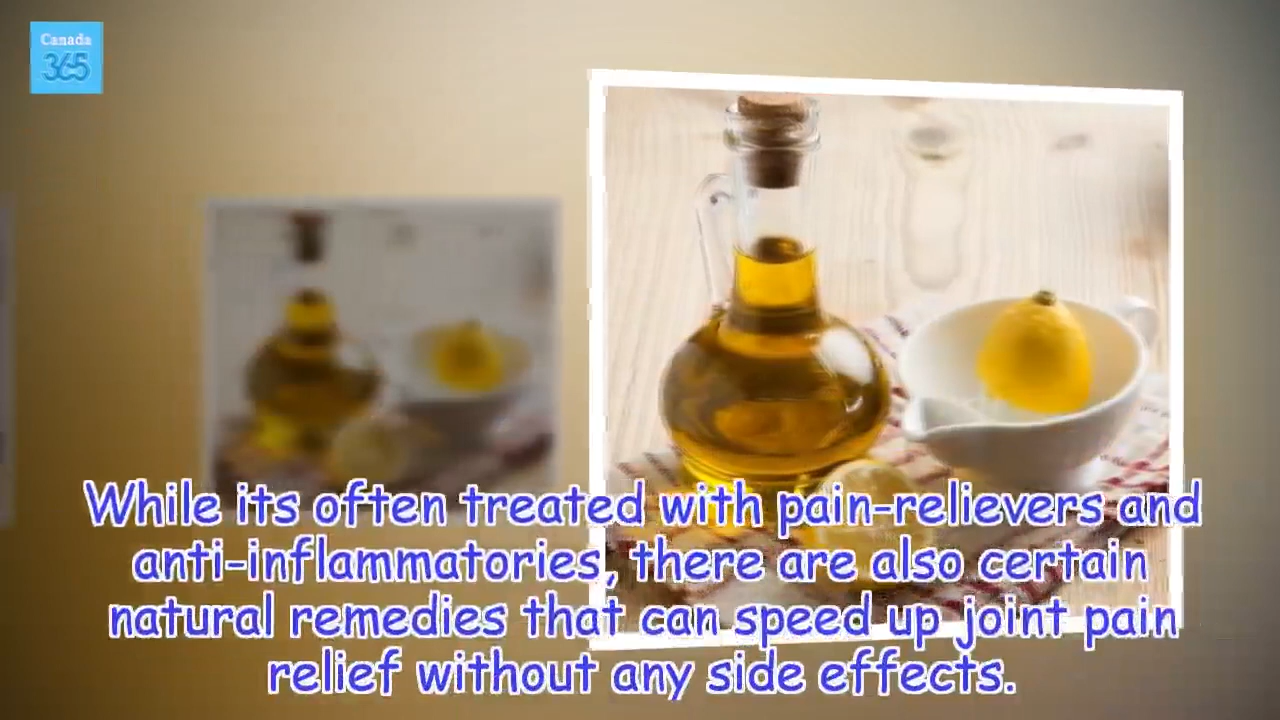 Canada
365
While its often treated with pain-relievers and
anti-inflammatories, there are also certain
natural remedies that can speed up joint pain
relief without any side effects.